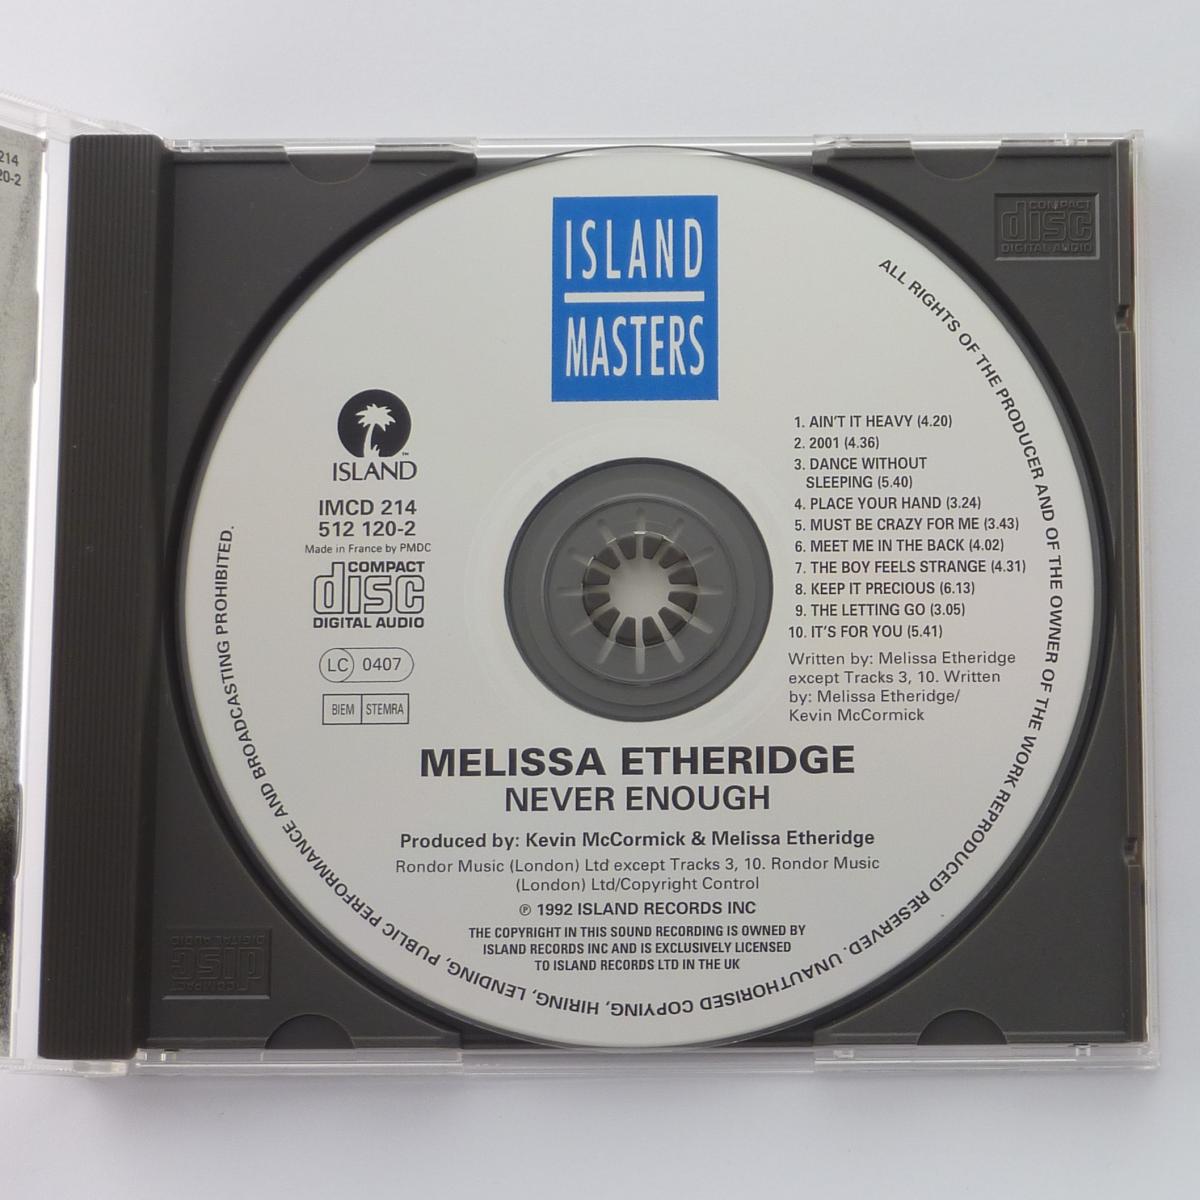 214
20-2
COMPACT
disc
DIGITAL AUDIO
ISLAND
MASTERS
ISLAND
TM
IMCD 214
512 120-2
Made in France by PMDC
COMPACT
disc
DIGITAL AUDIO
LC 0407
BIEM STEMRA
1. AIN'T IT HEAVY (4.20)
2. 2001 (4.36)
3. DANCE WITHOUT
SLEEPING (5.40)
4. PLACE YOUR HAND (3.24)
5. MUST BE CRAZY FOR ME (3.43)
6. MEET ME IN THE BACK (4.02)
7. THE BOY FEELS STRANGE (4.31)
8. KEEP IT PRECIOUS (6.13)
9. THE LETTING GO (3.05)
10. IT'S FOR YOU (5.41)
Written by: Melissa Etheridge
except Tracks 3, 10. Written
by: Melissa Etheridge/
Kevin McCormick
MELISSA ETHERIDGE
NEVER ENOUGH
Produced by: Kevin McCormick & Melissa Etheridge
Rondor Music (London) Ltd except Tracks 3, 10. Rondor Music
(London) Ltd/Copyright Control
℗ 1992 ISLAND RECORDS INC
THE COPYRIGHT IN THIS SOUND RECORDING IS OWNED BY
ISLAND RECORDS INC AND IS EXCLUSIVELY LICENSED
TO ISLAND RECORDS LTD IN THE UK
ALL RIGHTS OF THE PRODUCER AND OF THE OWNER OF THE WORK REPRODUCED RESERVED. UNAUTHORISED COPYING, HIRING, LENDING, PUBLIC PERFORMANCE AND BROADCASTING PROHIBITED.
COMPACT
disc
DIGITAL AUDIO